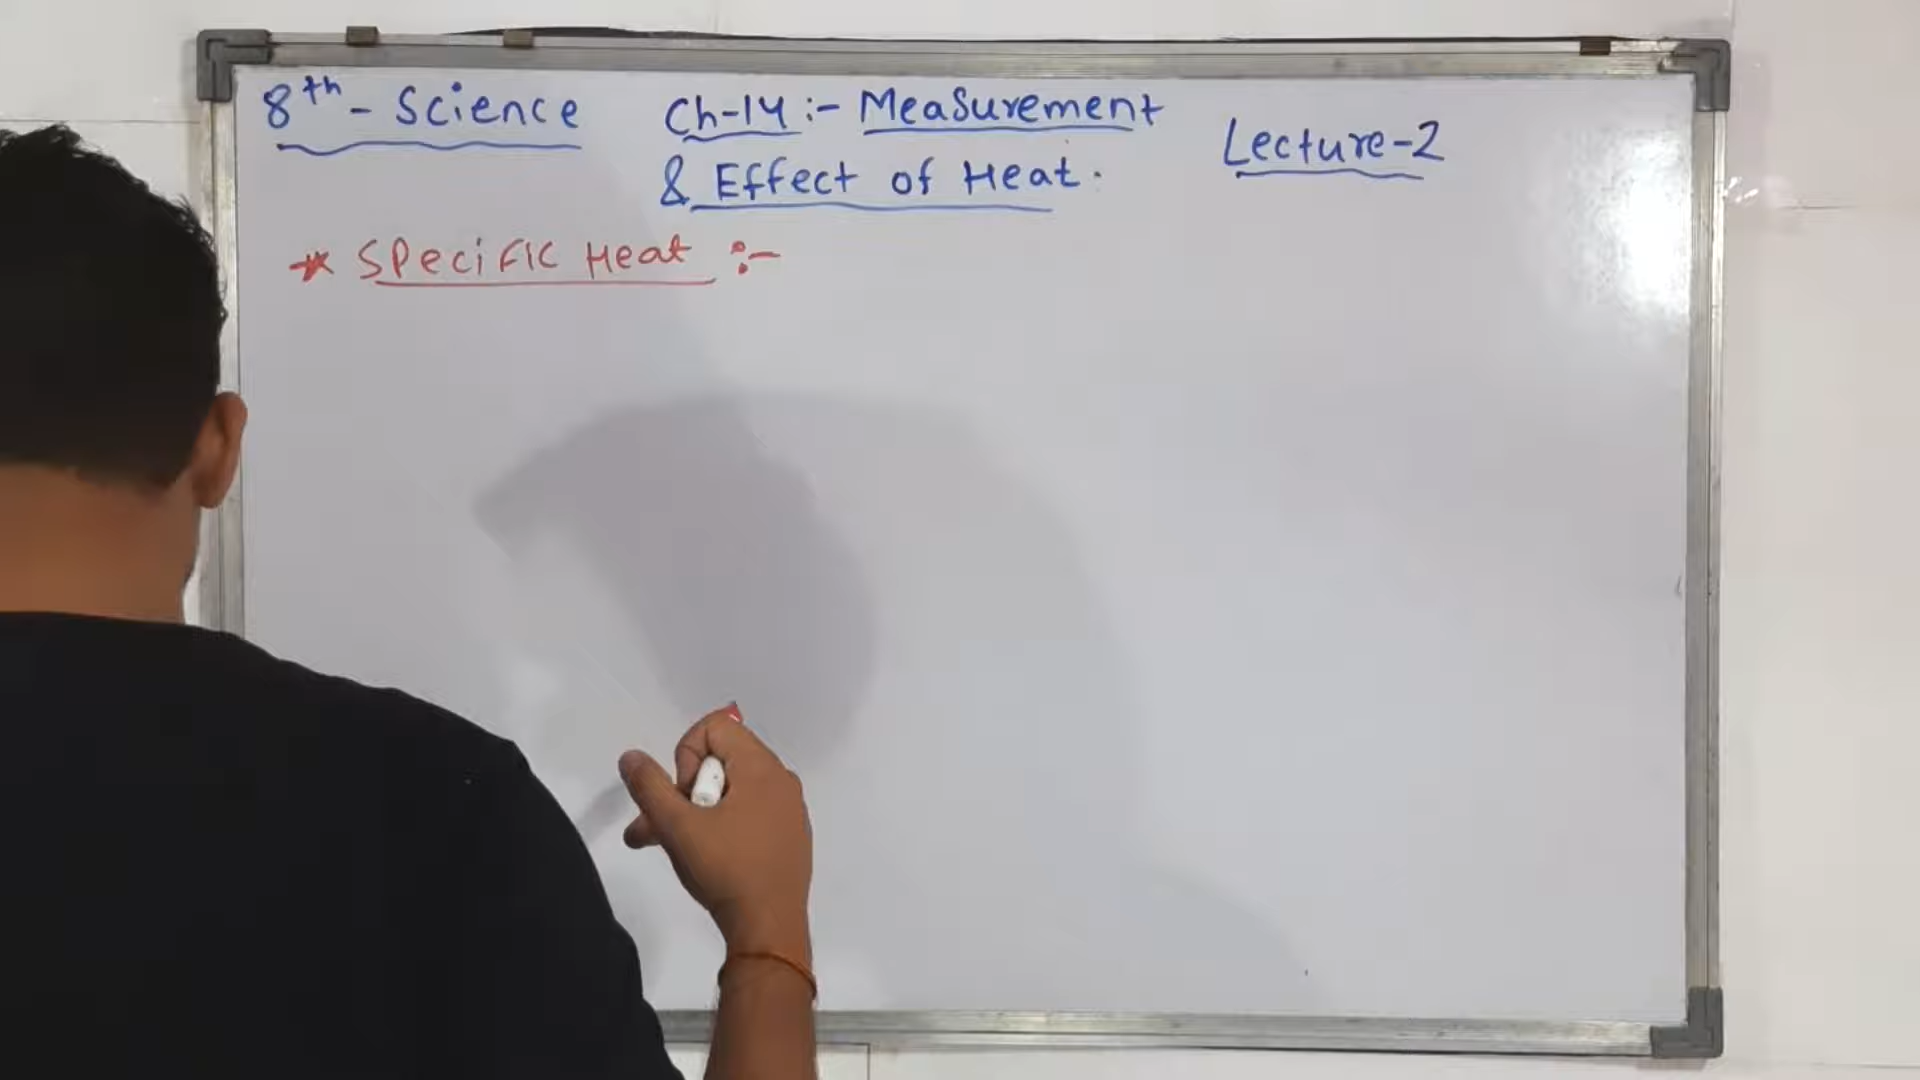 8th - Science
Ch-14 :- Measurement
& Effect of Heat.
Lecture-2
* Specific Heat :-